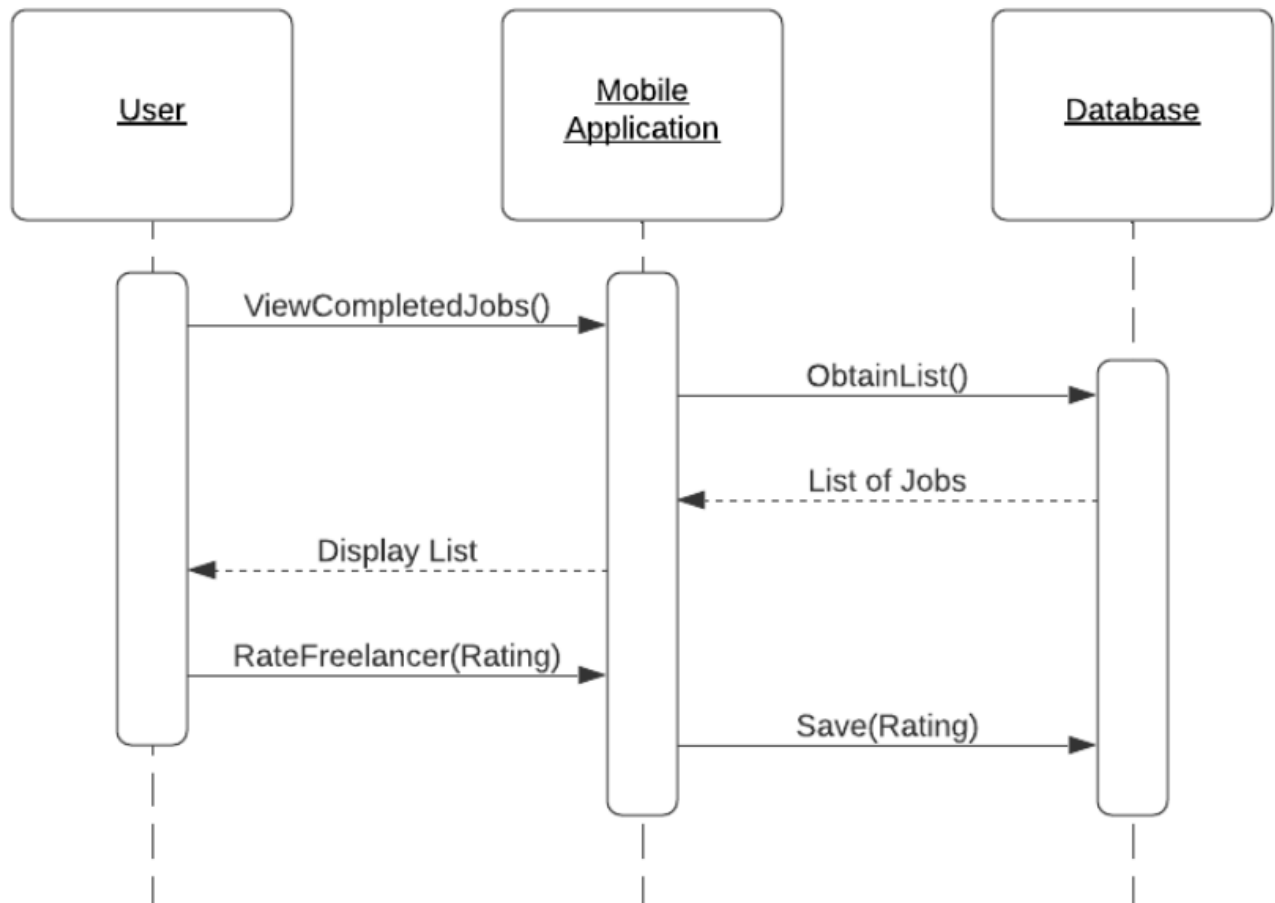 User
Mobile
Application
Database
ViewCompletedJobs()
ObtainList()
List of Jobs
Display List
RateFreelancer(Rating)
Save(Rating)